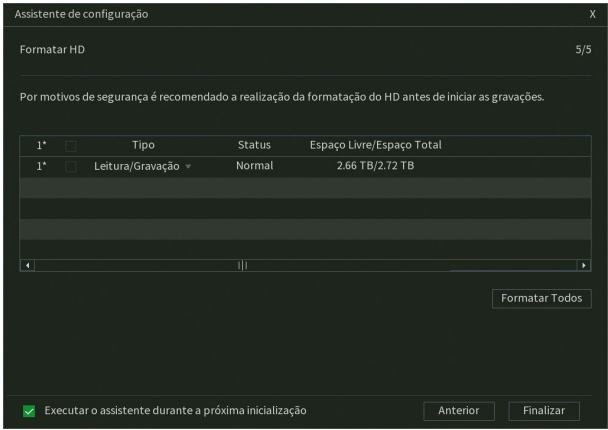 Assistente de configuração X
Formatar HD 5/5
Por motivos de segurança é recomendado a realização da formatação do HD antes de iniciar as gravações.
1* Tipo Status Espaço Livre/Espaço Total
1* Leitura/Gravação Normal 2.66 TB/2.72 TB
Formatar Todos
Executar o assistente durante a próxima inicialização Anterior Finalizar